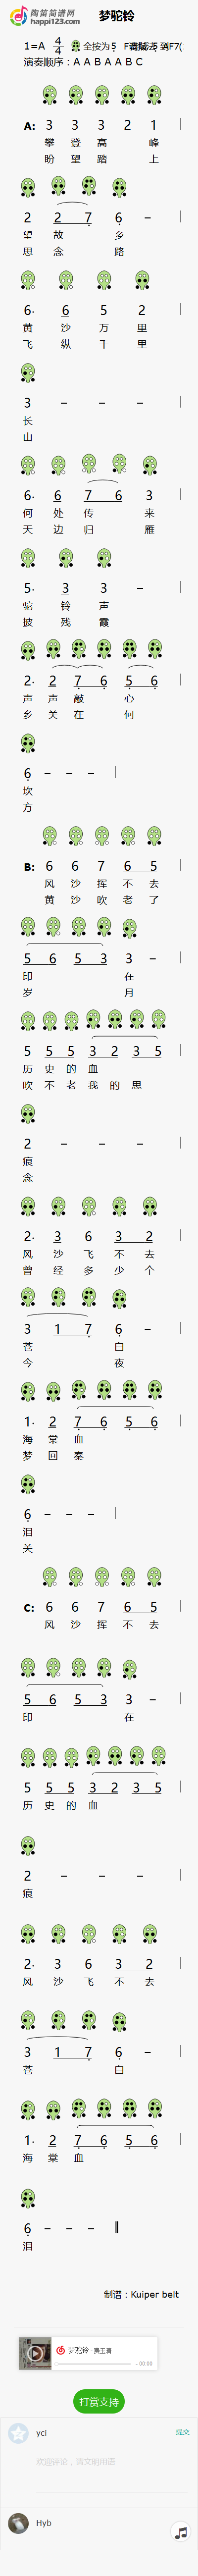 陶笛简谱网
happi123.com
梦驼铃
1=A 4/4 全按为5
演奏顺序: A A B A A B C
A: 3 3 3 2 1
攀 登 高 峰
盼 望 踏 上
2 2 7 6 –
望 故 乡
思 念 路
6· 6 5 2
黄 沙 万 里
飞 纵 千 里
3 – – –
长
山
6· 6 7 6 3
何 处 传 来
天 边 归 雁
5· 3 3 –
驼 铃 声
披 残 霞
2· 2 7 6 5 6
声 声 敲 心
乡 关 在 何
6 – – –
坎
方
B: 6 6 7 6 5
风 沙 挥 不 去
黄 沙 吹 老 了
5 6 5 3 3 –
印 在
岁 月
5 5 5 3 2 3 5
历 史 的 血
吹 不 老 我 的 思
2 – – –
痕
念
2· 3 6 3 2
风 沙 飞 不 去
曾 经 多 少 个
3 1 7 6 –
苍 白
今 夜
1· 2 7 6 5 6
海 棠 血
梦 回 秦
6 – – –
泪
关
C: 6 6 7 6 5
风 沙 挥 不 去
5 6 5 3 3 –
印 在
5 5 5 3 2 3 5
历 史 的 血
2 – – –
痕
2· 3 6 3 2
风 沙 飞 不 去
3 1 7 6 –
苍 白
1· 2 7 6 5 6
海 棠 血
6 – – –
泪
制谱: Kuiper belt
梦驼铃 - 费玉清
- 00:00
打赏支持
yci
提交
欢迎评论，请文明用语
Hyb